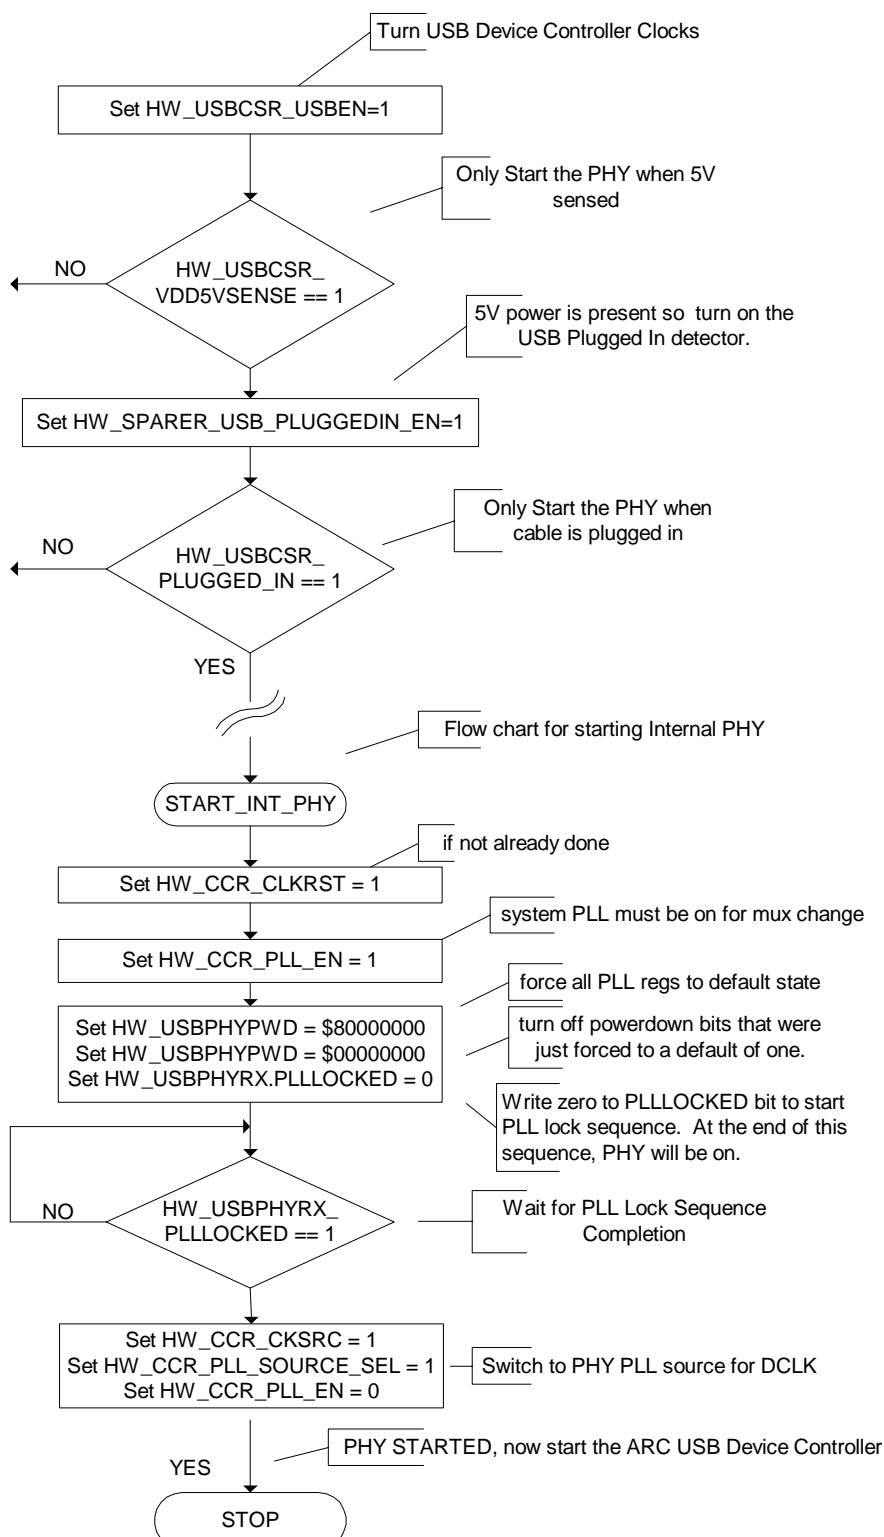 Turn USB Device Controller Clocks
Set HW_USBCSR_USBEN=1
Only Start the PHY when 5V
sensed
NO
HW_USBCSR_
VDD5VSENSE == 1
5V power is present so turn on the
USB Plugged In detector.
Set HW_SPARER_USB_PLUGGEDIN_EN=1
Only Start the PHY when
cable is plugged in
NO
HW_USBCSR_
PLUGGED_IN == 1
YES
Flow chart for starting Internal PHY
START_INT_PHY
if not already done
Set HW_CCR_CLKRST = 1
system PLL must be on for mux change
Set HW_CCR_PLL_EN = 1
force all PLL regs to default state
Set HW_USBPHYPWD = $80000000
Set HW_USBPHYPWD = $00000000
Set HW_USBPHYRX.PLLLOCKED = 0
turn off powerdown bits that were
just forced to a default of one.
Write zero to PLLLOCKED bit to start
PLL lock sequence. At the end of this
sequence, PHY will be on.
NO
HW_USBPHYRX_
PLLLOCKED == 1
Wait for PLL Lock Sequence
Completion
Set HW_CCR_CKSRC = 1
Set HW_CCR_PLL_SOURCE_SEL = 1
Set HW_CCR_PLL_EN = 0
Switch to PHY PLL source for DCLK
PHY STARTED, now start the ARC USB Device Controller
YES
STOP